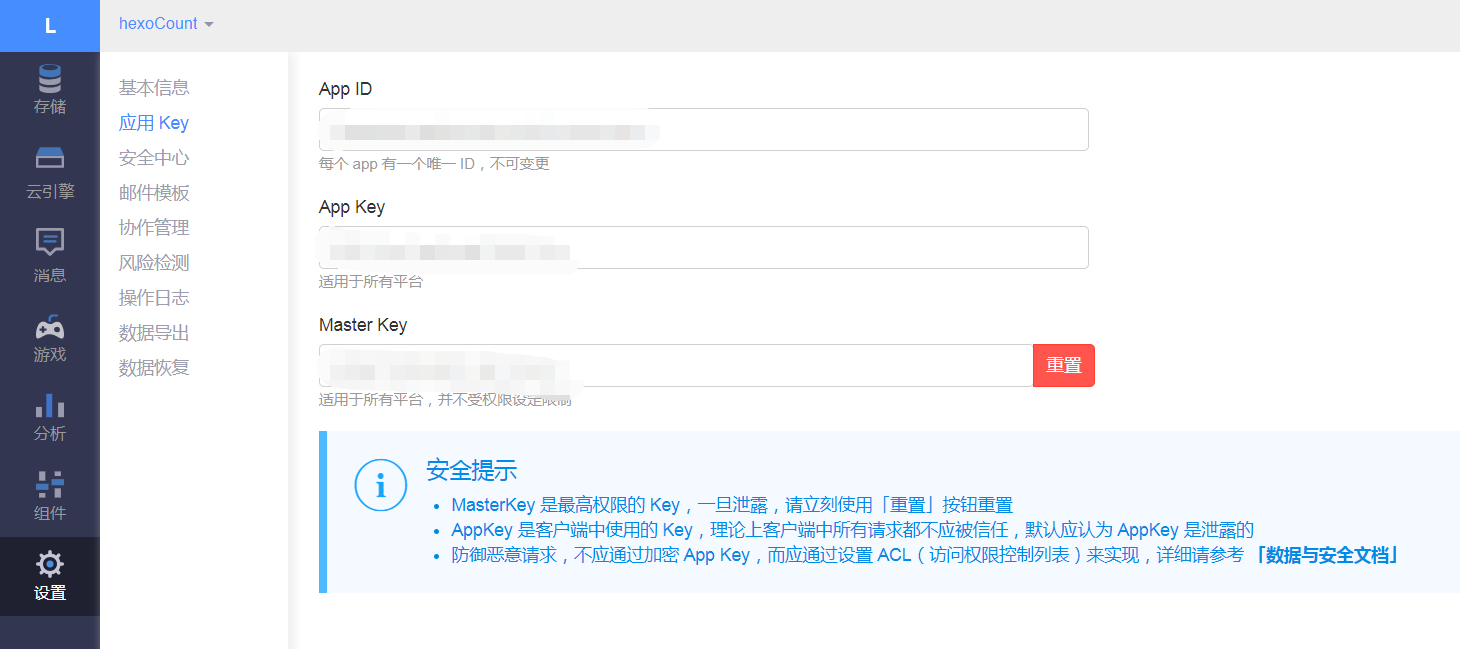 L
hexoCount
存储
云引擎
消息
游戏
分析
组件
设置
基本信息
应用 Key
安全中心
邮件模板
协作管理
风险检测
操作日志
数据导出
数据恢复
App ID
每个 app 有一个唯一 ID，不可变更
App Key
适用于所有平台
Master Key
重置
适用于所有平台，并不受权限设定限制
安全提示
MasterKey 是最高权限的 Key，一旦泄露，请立刻使用「重置」按钮重置
AppKey 是客户端中使用的 Key，理论上客户端中所有请求都不应被信任，默认应认为 AppKey 是泄露的
防御恶意请求，不应通过加密 App Key，而应通过设置 ACL（访问权限控制列表）来实现，详细请参考 「数据与安全文档」